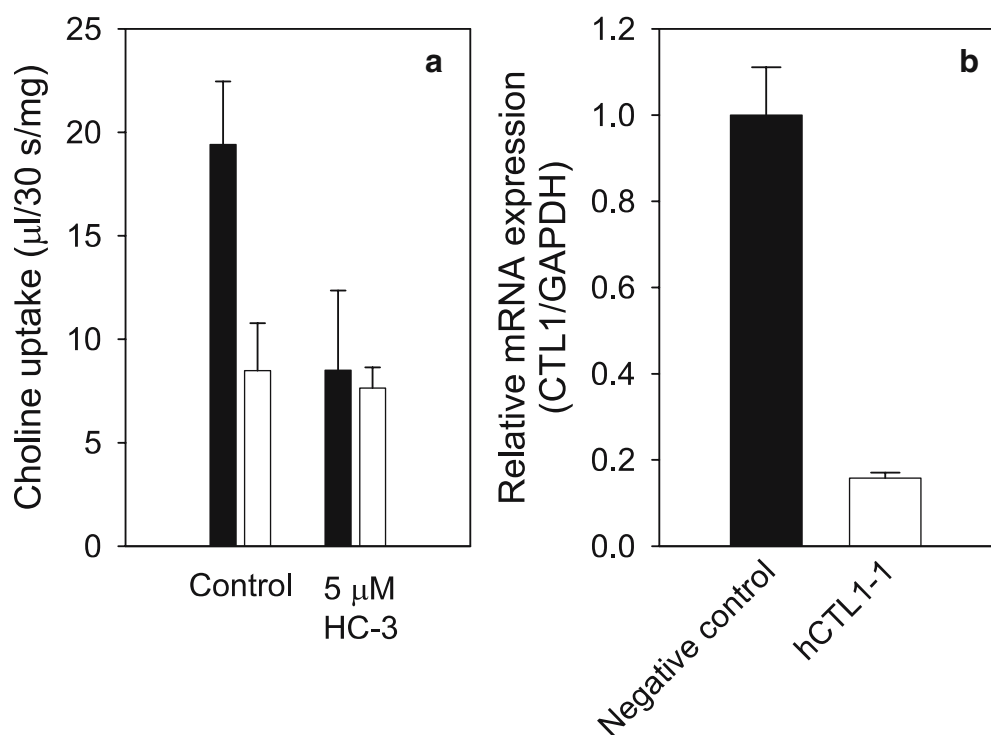 a
Choline uptake (µl/30 s/mg)
25
20
15
10
5
0
Control
5 µM
HC-3
b
Relative mRNA expression
(CTL1/GAPDH)
1.2
1.0
0.8
0.6
0.4
0.2
0.0
Negative control
hCTL1-1